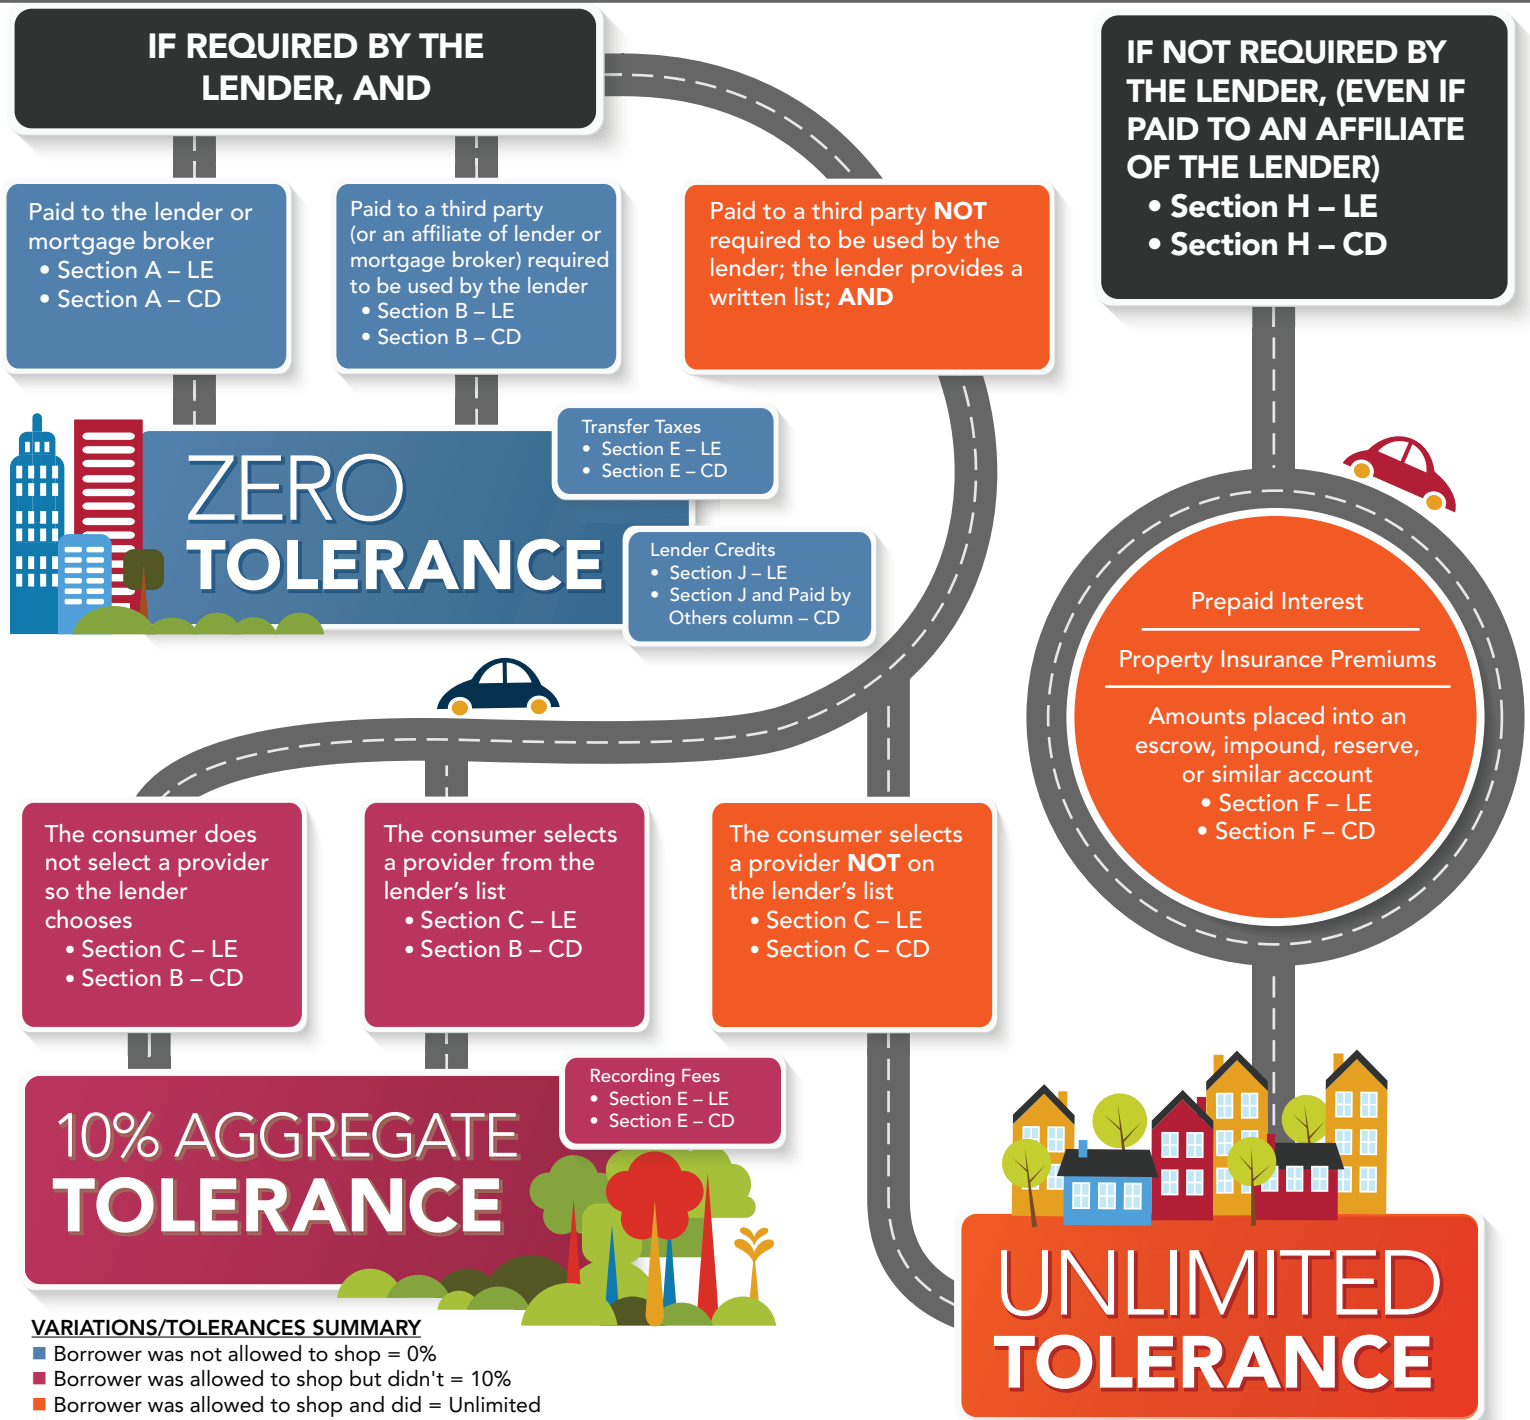 IF REQUIRED BY THE
LENDER, AND
IF NOT REQUIRED BY
THE LENDER, (EVEN IF
PAID TO AN AFFILIATE
OF THE LENDER)
• Section H – LE
• Section H – CD
Paid to the lender or
mortgage broker
• Section A – LE
• Section A – CD
Paid to a third party
(or an affiliate of lender or
mortgage broker) required
to be used by the lender
• Section B – LE
• Section B – CD
Paid to a third party NOT
required to be used by the
lender; the lender provides a
written list; AND
ZERO
TOLERANCE
Transfer Taxes
• Section E – LE
• Section E – CD
Lender Credits
• Section J – LE
• Section J and Paid by
Others column – CD
Prepaid Interest
Property Insurance Premiums
Amounts placed into an
escrow, impound, reserve,
or similar account
• Section F – LE
• Section F – CD
The consumer does
not select a provider
so the lender
chooses
• Section C – LE
• Section B – CD
The consumer selects
a provider from the
lender's list
• Section C – LE
• Section B – CD
The consumer selects
a provider NOT on
the lender's list
• Section C – LE
• Section C – CD
10% AGGREGATE
TOLERANCE
Recording Fees
• Section E – LE
• Section E – CD
UNLIMITED
TOLERANCE
VARIATIONS/TOLERANCES SUMMARY
Borrower was not allowed to shop = 0%
Borrower was allowed to shop but didn't = 10%
Borrower was allowed to shop and did = Unlimited